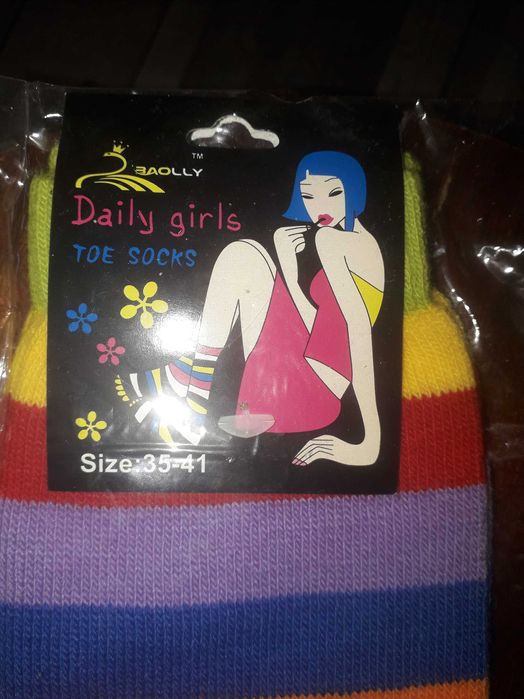 BAOLLY TM
Daily girls
TOE SOCKS
Size:35-41